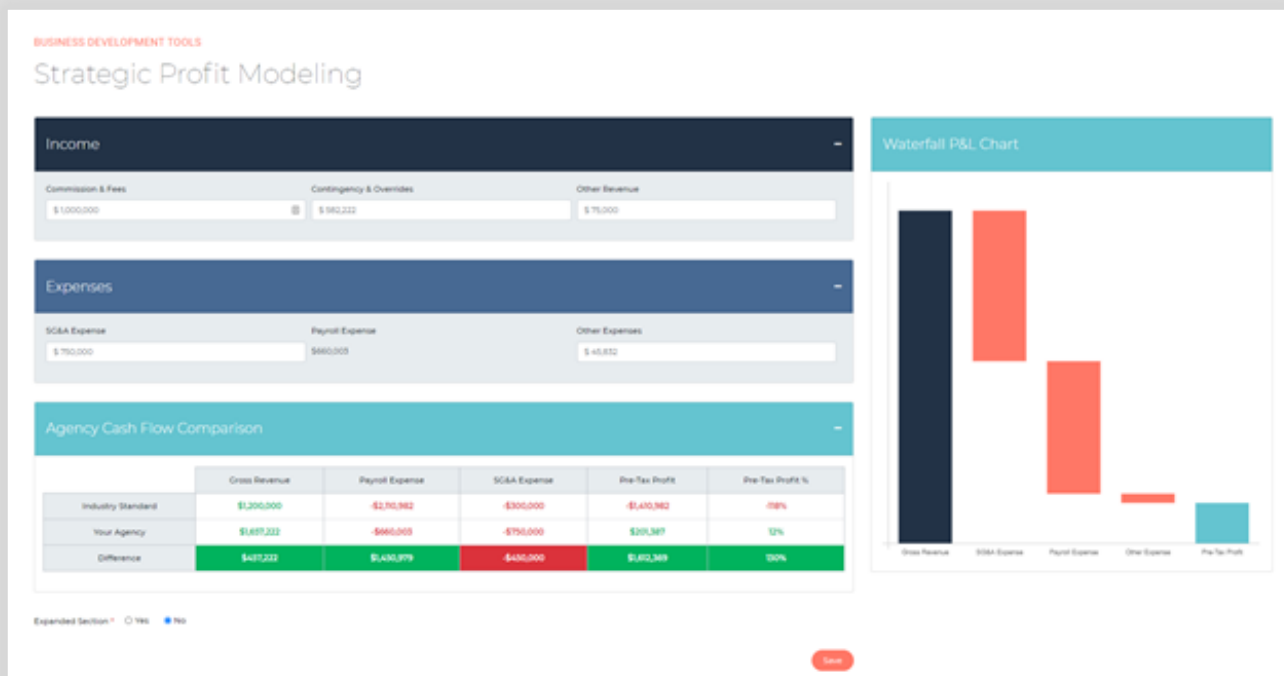 BUSINESS DEVELOPMENT TOOLS
Strategic Profit Modeling
Income −
Commission & Fees Contingency & Overrides Other Revenue
$ 1,000,000 $ 582,222 $ 75,000
Expenses −
SG&A Expense Payroll Expense Other Expenses
$ 750,000 $660,003 $ 45,832
Agency Cash Flow Comparison −
Gross Revenue Payroll Expense SG&A Expense Pre-Tax Profit Pre-Tax Profit %
Industry Standard $1,200,000 -$2,110,982 -$300,000 -$1,410,982 -118%
Your Agency $1,657,222 -$660,003 -$750,000 $201,387 12%
Difference $457,222 $1,450,979 -$450,000 $1,612,369 130%
Expanded Section * Yes No
Save
Waterfall P&L Chart
Gross Revenue SG&A Expense Payroll Expense Other Expense Pre-Tax Profit